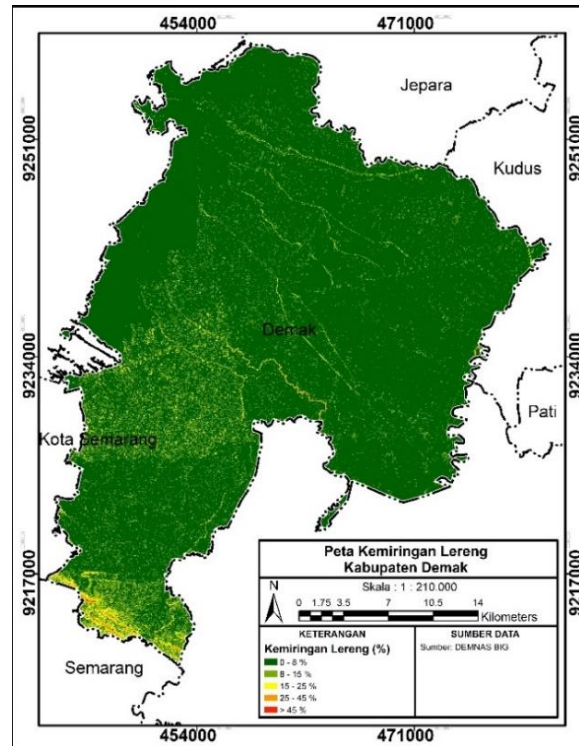 454000 471000
Jepara
Kudus
9251000 9251000
Demak
9234000 9234000
Pati
Kota Semarang
Peta Kemiringan Lereng
Kabupaten Demak
Skala : 1 : 210.000
N
0 1.75 3.5 7 10.5 14
Kilometers
9217000 9217000
KETERANGAN
Kemiringan Lereng (%)
0 - 8 %
8 - 15 %
15 - 25 %
25 - 45 %
> 45 %
SUMBER DATA
Sumber: DEMNAS BIG
Semarang
454000 471000